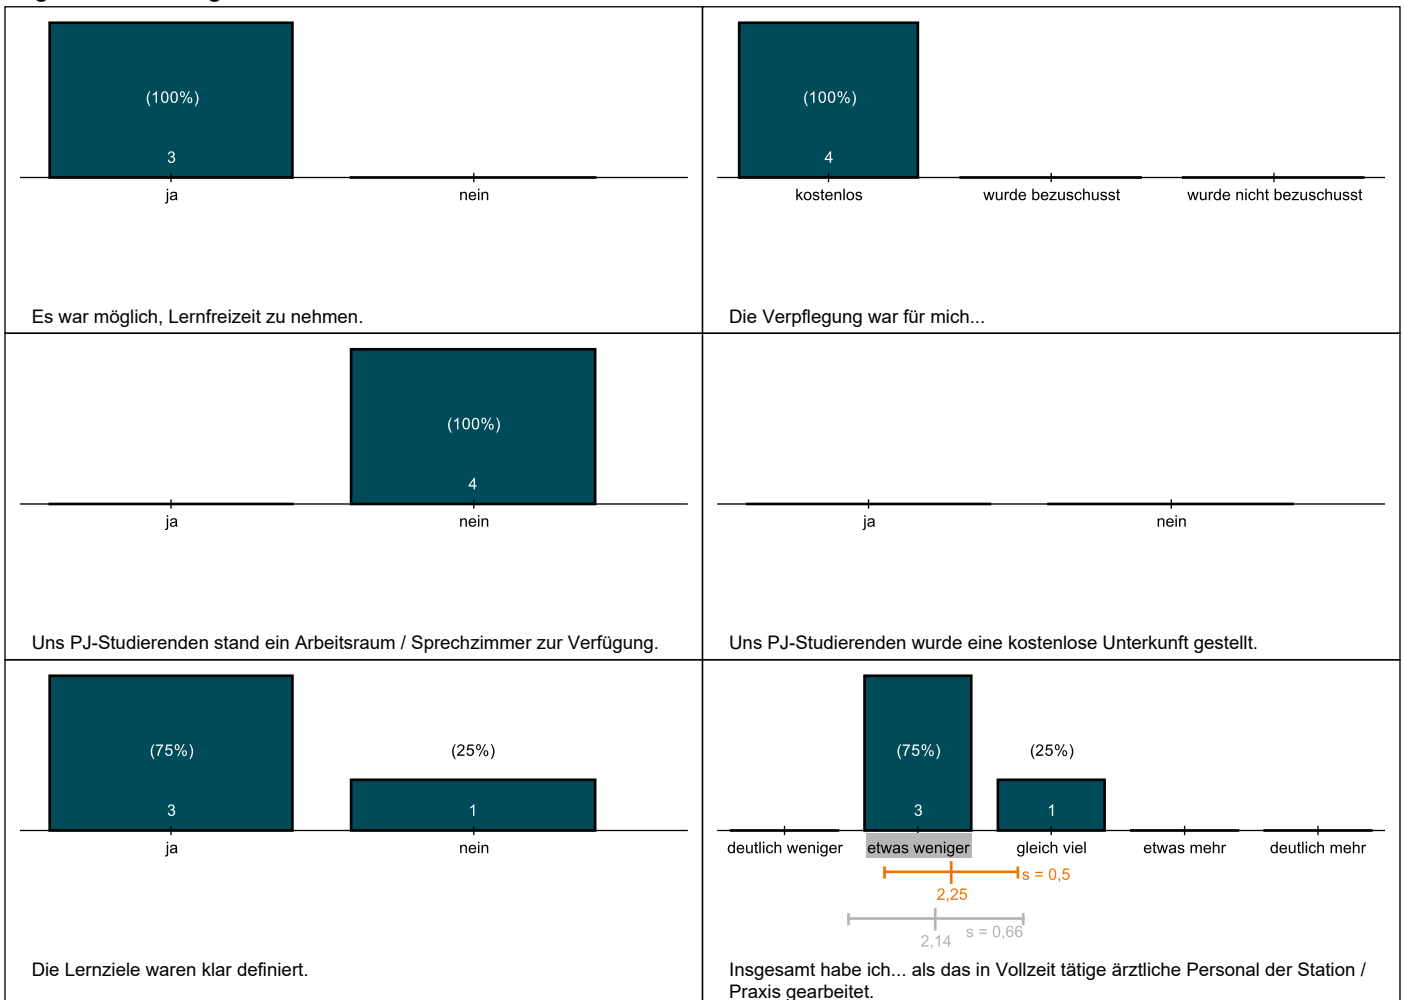 (100%)
3
ja
nein
Es war möglich, Lernfreizeit zu nehmen.
(100%)
4
kostenlos
wurde bezuschusst
wurde nicht bezuschusst
Die Verpflegung war für mich...
(100%)
4
ja
nein
Uns PJ-Studierenden stand ein Arbeitsraum / Sprechzimmer zur Verfügung.
ja
nein
Uns PJ-Studierenden wurde eine kostenlose Unterkunft gestellt.
(75%)
(25%)
3
1
ja
nein
Die Lernziele waren klar definiert.
(75%)
(25%)
3
1
deutlich weniger
etwas weniger
gleich viel
etwas mehr
deutlich mehr
s = 0,5
2,25
s = 0,66
2,14
Insgesamt habe ich... als das in Vollzeit tätige ärztliche Personal der Station /
Praxis gearbeitet.